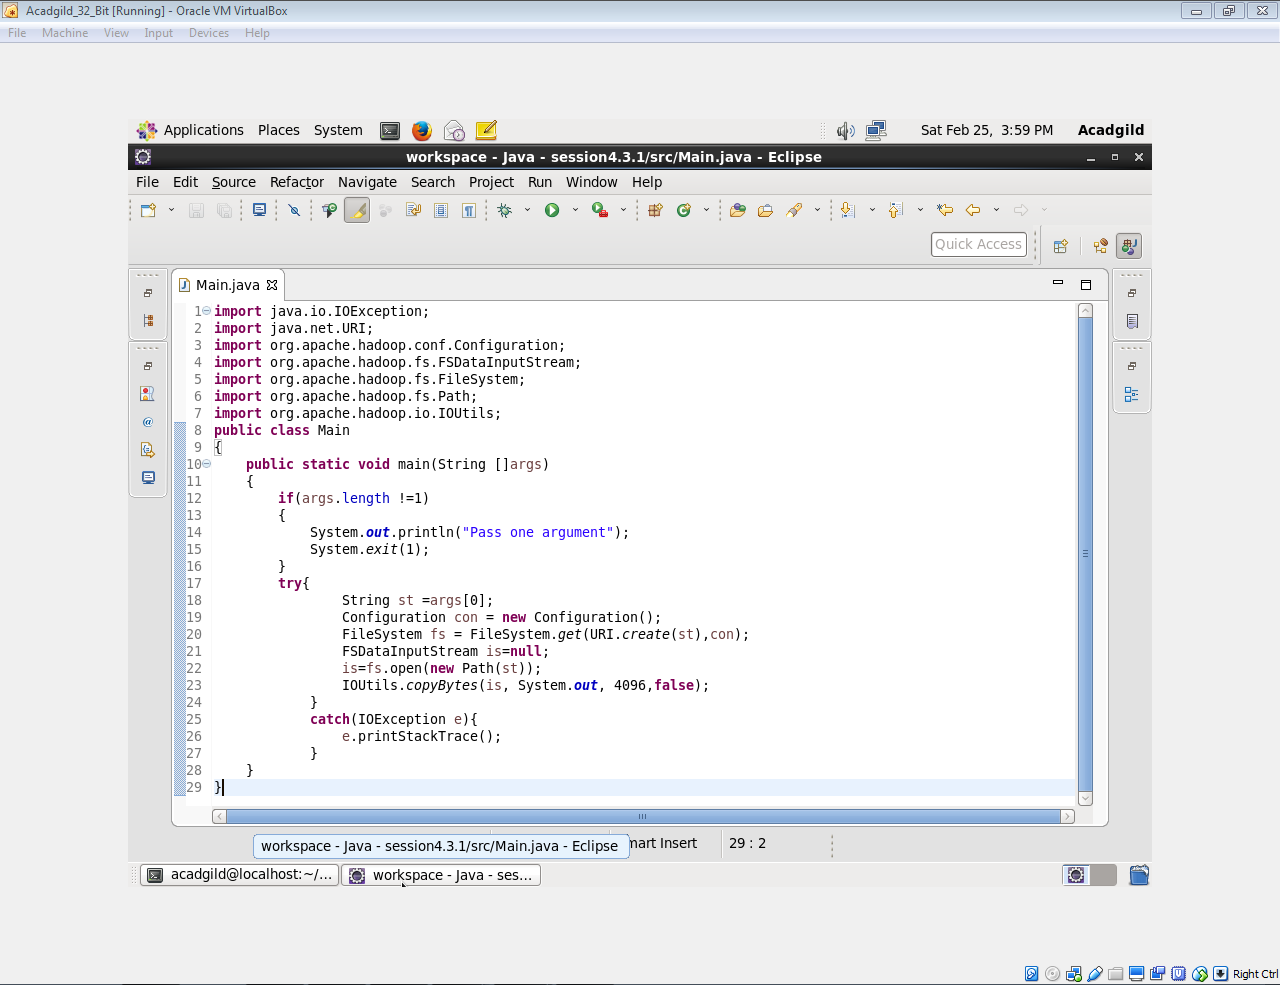 Acadgild_32_Bit [Running] - Oracle VM VirtualBox
File Machine View Input Devices Help
Applications Places System Sat Feb 25, 3:59 PM Acadgild
workspace - Java - session4.3.1/src/Main.java - Eclipse
File Edit Source Refactor Navigate Search Project Run Window Help
Quick Access
Main.java
1 import java.io.IOException;
2 import java.net.URI;
3 import org.apache.hadoop.conf.Configuration;
4 import org.apache.hadoop.fs.FSDataInputStream;
5 import org.apache.hadoop.fs.FileSystem;
6 import org.apache.hadoop.fs.Path;
7 import org.apache.hadoop.io.IOUtils;
8 public class Main
9 {
10 public static void main(String []args)
11 {
12 if(args.length !=1)
13 {
14 System.out.println("Pass one argument");
15 System.exit(1);
16 }
17 try{
18 String st =args[0];
19 Configuration con = new Configuration();
20 FileSystem fs = FileSystem.get(URI.create(st),con);
21 FSDataInputStream is=null;
22 is=fs.open(new Path(st));
23 IOUtils.copyBytes(is, System.out, 4096,false);
24 }
25 catch(IOException e){
26 e.printStackTrace();
27 }
28 }
29 }
workspace - Java - session4.3.1/src/Main.java - Eclipse mart Insert 29 : 2
acadgild@localhost:~/... workspace - Java - ses...
Right Ctrl